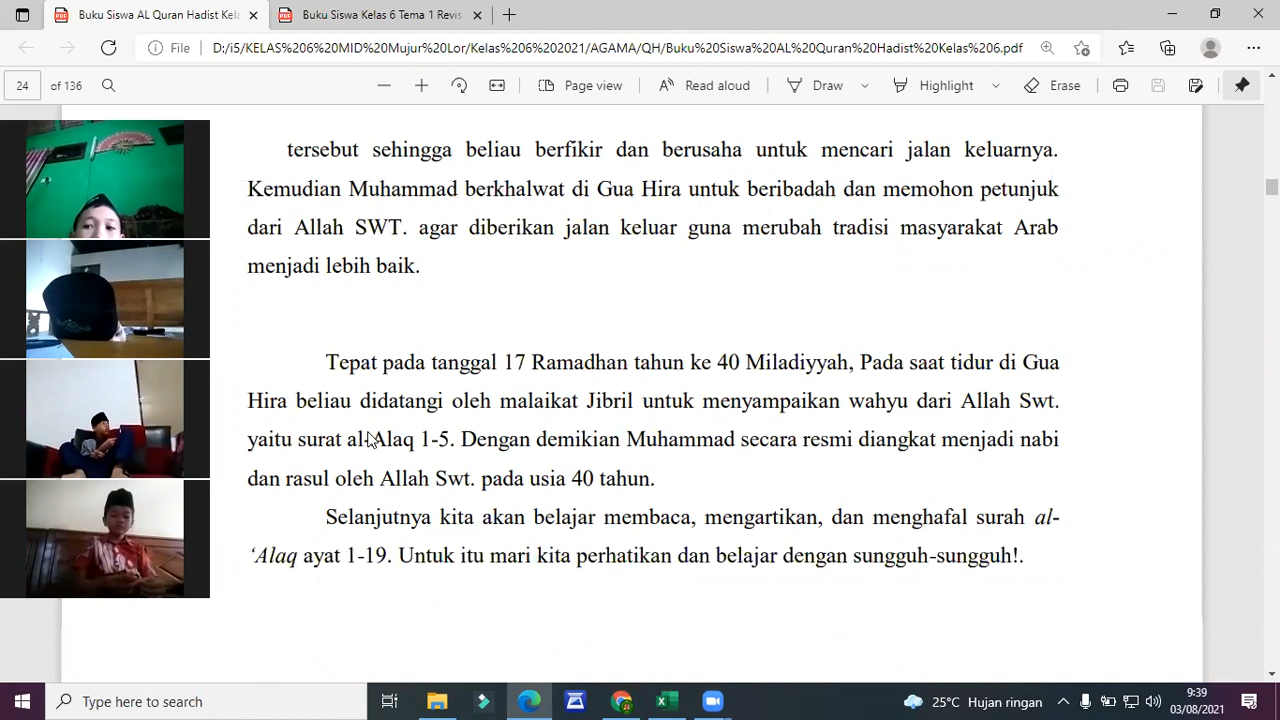 Buku Siswa AL Quran Hadist Kela
Buku Siswa Kelas 6 Tema 1 Revis
File
D:/i5/KELAS%206%20MID%20Mujur%20Lor/Kelas%206%202021/AGAMA/QH/Buku%20Siswa%20AL%20Quran%20Hadist%20Kelas%206.pdf
24 of 136
Page view
Read aloud
Draw
Highlight
Erase
tersebut sehingga beliau berfikir dan berusaha untuk mencari jalan keluarnya.
Kemudian Muhammad berkhalwat di Gua Hira untuk beribadah dan memohon petunjuk
dari Allah SWT. agar diberikan jalan keluar guna merubah tradisi masyarakat Arab
menjadi lebih baik.
Tepat pada tanggal 17 Ramadhan tahun ke 40 Miladiyyah, Pada saat tidur di Gua
Hira beliau didatangi oleh malaikat Jibril untuk menyampaikan wahyu dari Allah Swt.
yaitu surat al-Alaq 1-5. Dengan demikian Muhammad secara resmi diangkat menjadi nabi
dan rasul oleh Allah Swt. pada usia 40 tahun.
Selanjutnya kita akan belajar membaca, mengartikan, dan menghafal surah al-
‘Alaq ayat 1-19. Untuk itu mari kita perhatikan dan belajar dengan sungguh-sungguh!.
Type here to search
25°C Hujan ringan
9:39
03/08/2021